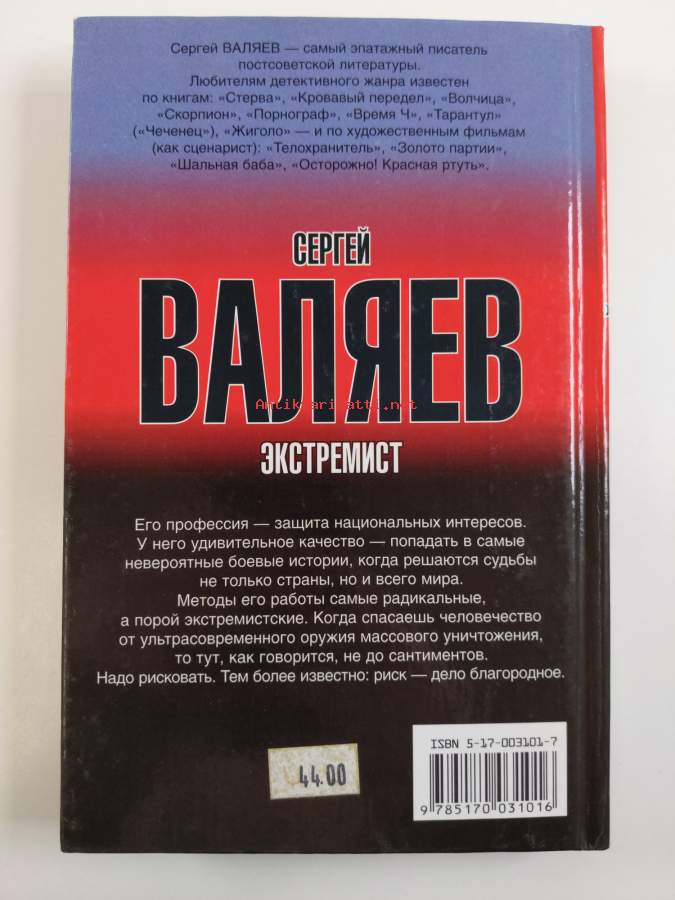 Сергей ВАЛЯЕВ — самый эпатажный писатель
постсоветской литературы.
Любителям детективного жанра известен
по книгам: «Стерва», «Кровавый передел», «Волчица»,
«Скорпион», «Порнограф», «Время Ч», «Тарантул»
(«Чеченец»), «Жиголо» — и по художественным фильмам
(как сценарист): «Телохранитель», «Золото партии»,
«Шальная баба», «Осторожно! Красная ртуть».
СЕРГЕЙ
ВАЛЯЕВ
Antikvariaatti.net
ЭКСТРЕМИСТ
Его профессия — защита национальных интересов.
У него удивительное качество — попадать в самые
невероятные боевые истории, когда решаются судьбы
не только страны, но и всего мира.
Методы его работы самые радикальные,
а порой экстремистские. Когда спасаешь человечество
от ультрасовременного оружия массового уничтожения,
то тут, как говорится, не до сантиментов.
Надо рисковать. Тем более известно: риск — дело благородное.
ISBN 5-17-003101-7
44.00
9 785170 031016